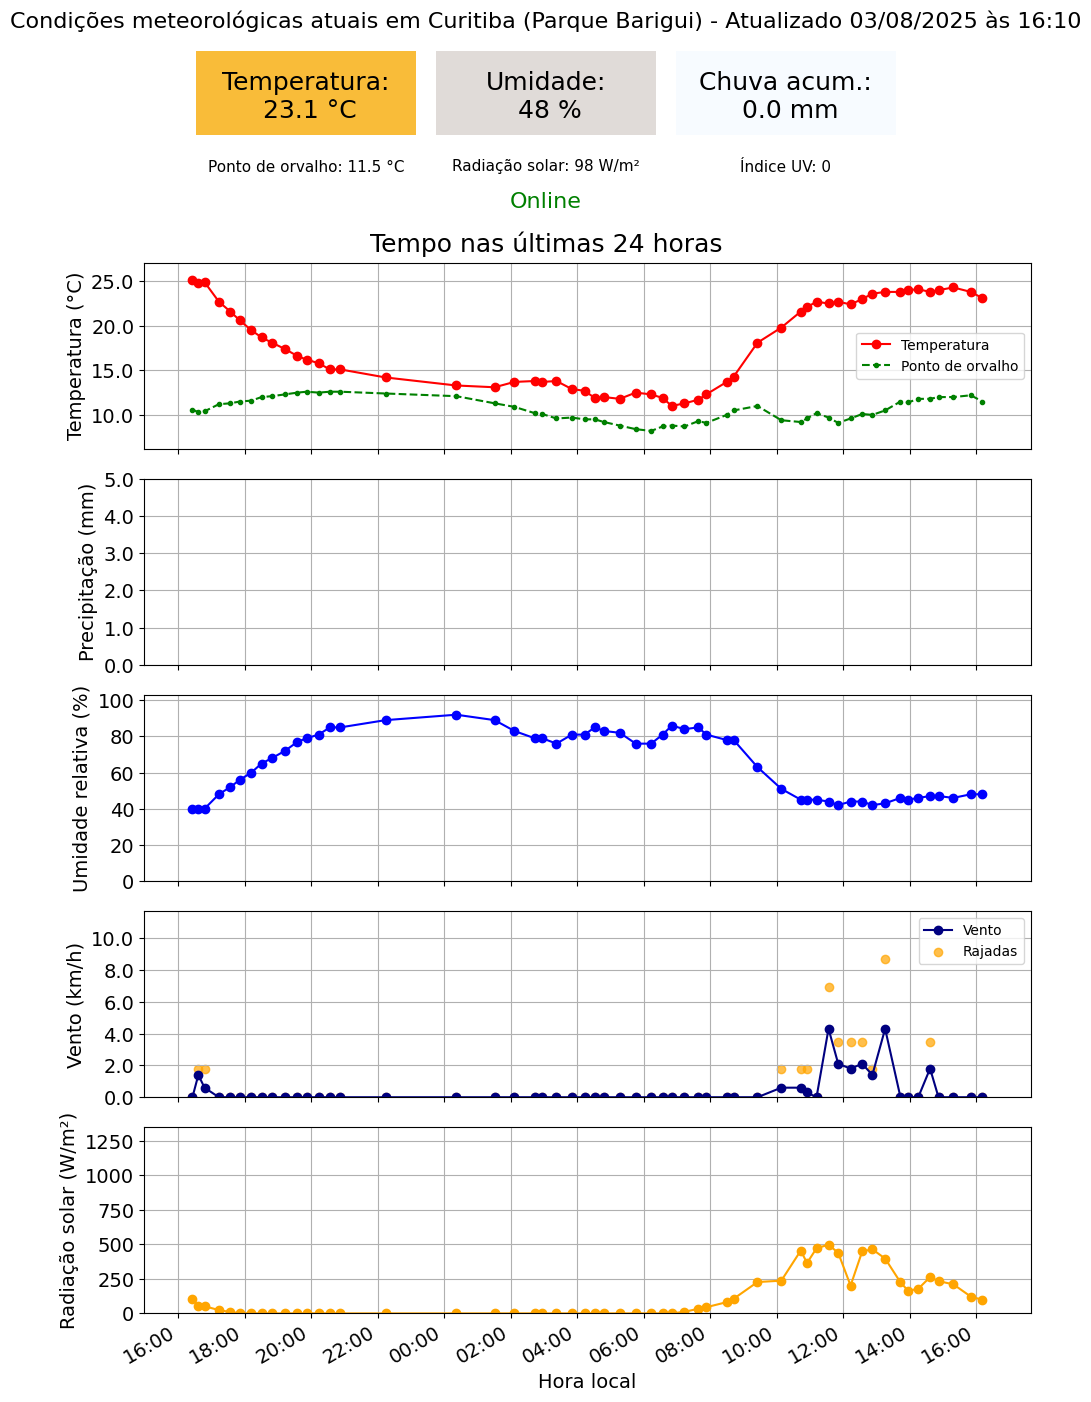 Condições meteorológicas atuais em Curitiba (Parque Barigui) - Atualizado 03/08/2025 às 16:10
Temperatura:
23.1 °C
Umidade:
48 %
Chuva acum.:
0.0 mm
Ponto de orvalho: 11.5 °C
Radiação solar: 98 W/m²
Índice UV: 0
Online
Tempo nas últimas 24 horas
Temperatura (°C)
25.0
20.0
15.0
10.0
Temperatura
Ponto de orvalho
Precipitação (mm)
5.0
4.0
3.0
2.0
1.0
0.0
Umidade relativa (%)
100
80
60
40
20
0
Vento (km/h)
10.0
8.0
6.0
4.0
2.0
0.0
Vento
Rajadas
Radiação solar (W/m²)
1250
1000
750
500
250
0
16:00
18:00
20:00
22:00
00:00
02:00
04:00
06:00
08:00
10:00
12:00
14:00
16:00
Hora local